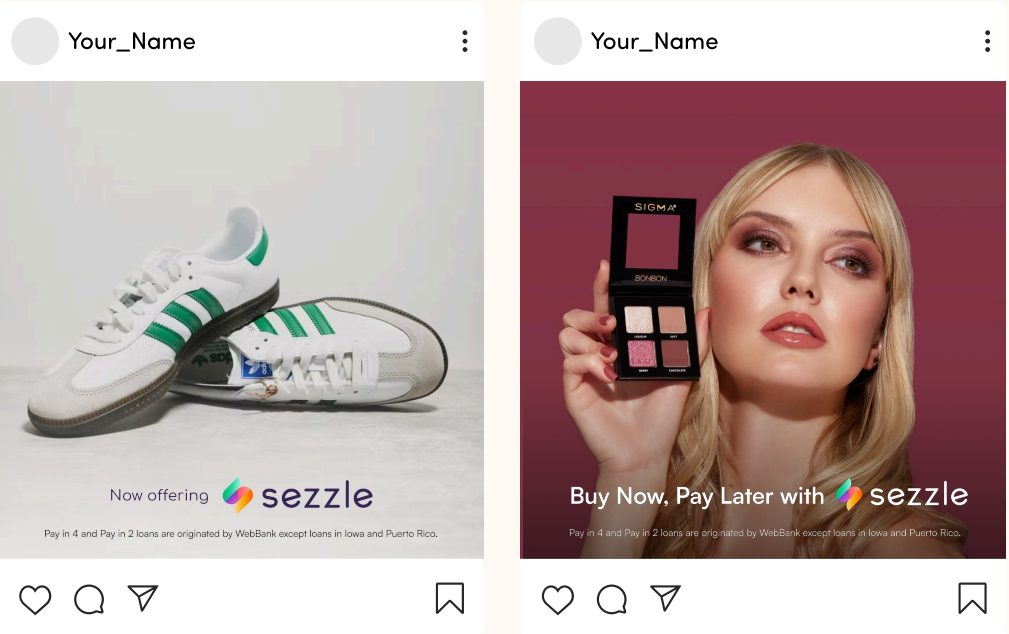 Your_Name
Now offering sezzle
Pay in 4 and Pay in 2 loans are originated by WebBank except loans in Iowa and Puerto Rico.
Your_Name
SIGMA
BONBON
BERRY
CHOCOLATE
Buy Now, Pay Later with sezzle
Pay in 4 and Pay in 2 loans are originated by WebBank except loans in Iowa and Puerto Rico.